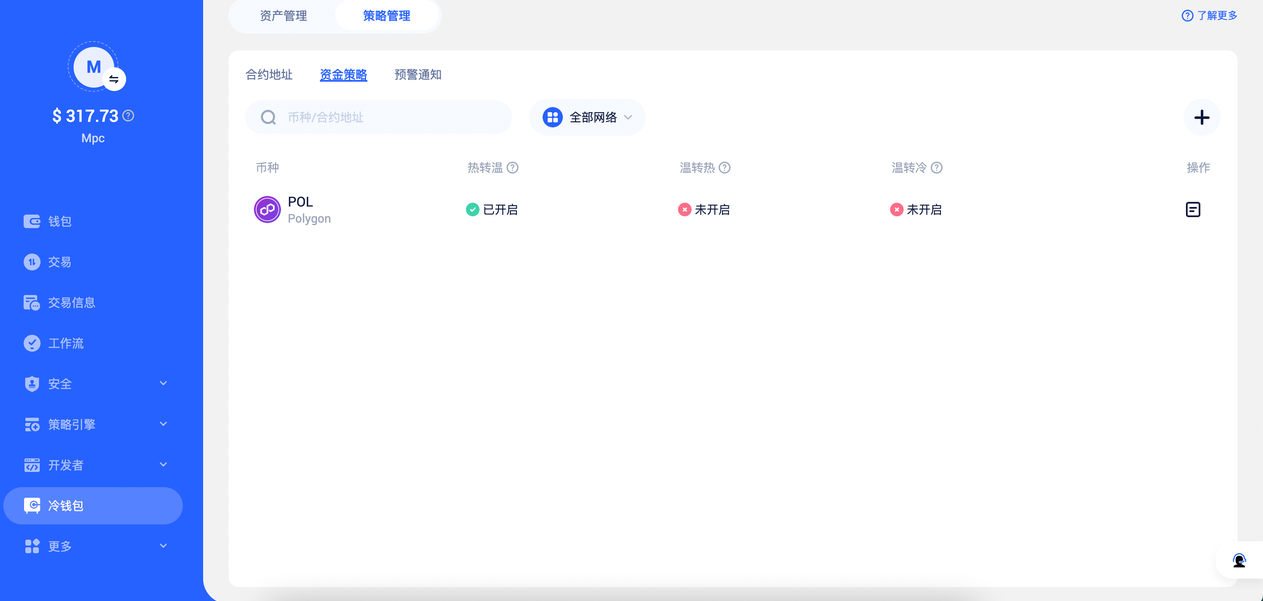 资产管理
策略管理
了解更多
M
$ 317.73
Mpc
钱包
交易
交易信息
工作流
安全
策略引擎
开发者
冷钱包
更多
合约地址 资金策略 预警通知
币种/合约地址 全部网络
币种 热转温 温转热 温转冷 操作
POL
Polygon
已开启 未开启 未开启